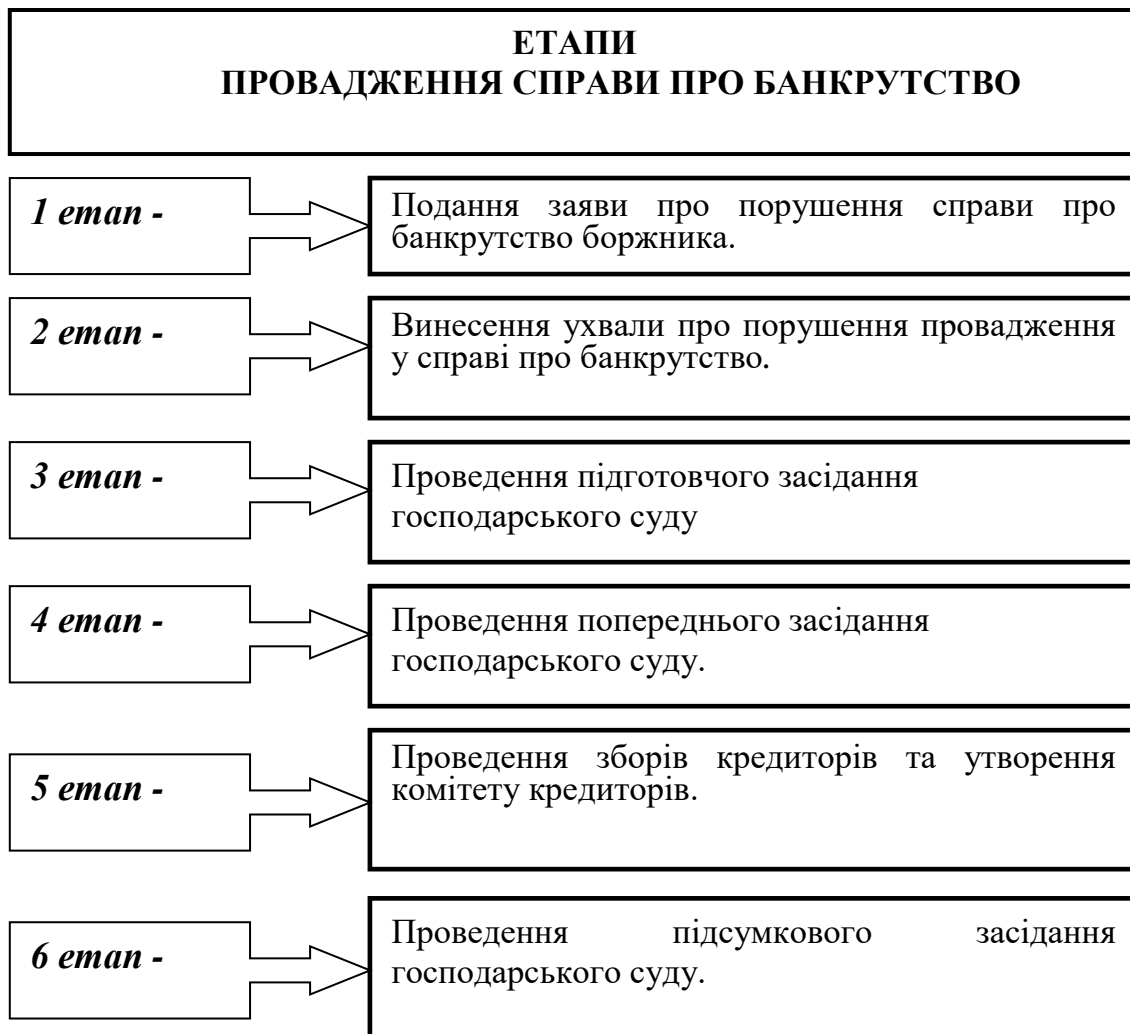 ЕТАПИ
ПРОВАДЖЕННЯ СПРАВИ ПРО БАНКРУТСТВО
1 етап -
Подання заяви про порушення справи про
банкрутство боржника.
2 етап -
Винесення ухвали про порушення провадження
у справі про банкрутство.
3 етап -
Проведення підготовчого засідання
господарського суду
4 етап -
Проведення попереднього засідання
господарського суду.
5 етап -
Проведення зборів кредиторів та утворення
комітету кредиторів.
6 етап -
Проведення підсумкового засідання
господарського суду.